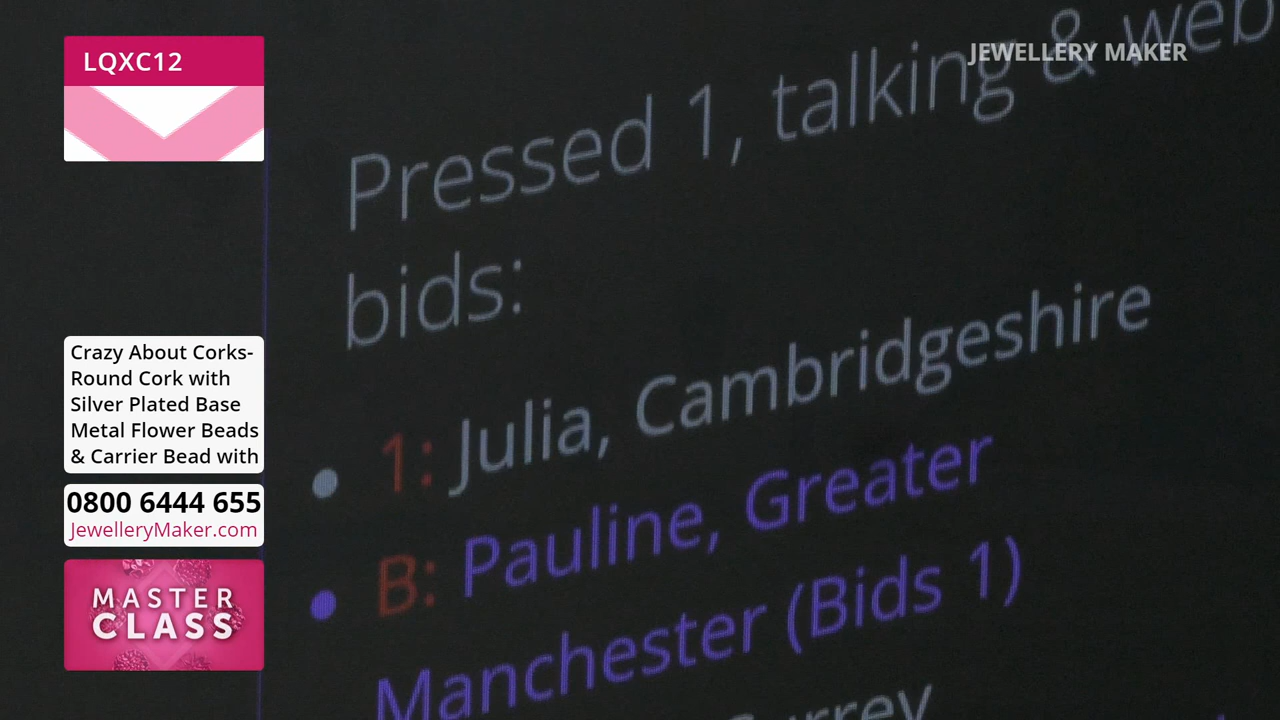 LQXC12
JEWELLERY MAKER
Pressed 1, talking & web
bids:
1: Julia, Cambridgeshire
B: Pauline, Greater
Manchester (Bids 1)
Surrey
Crazy About Corks-
Round Cork with
Silver Plated Base
Metal Flower Beads
& Carrier Bead with
0800 6444 655
JewelleryMaker.com
MASTER
CLASS